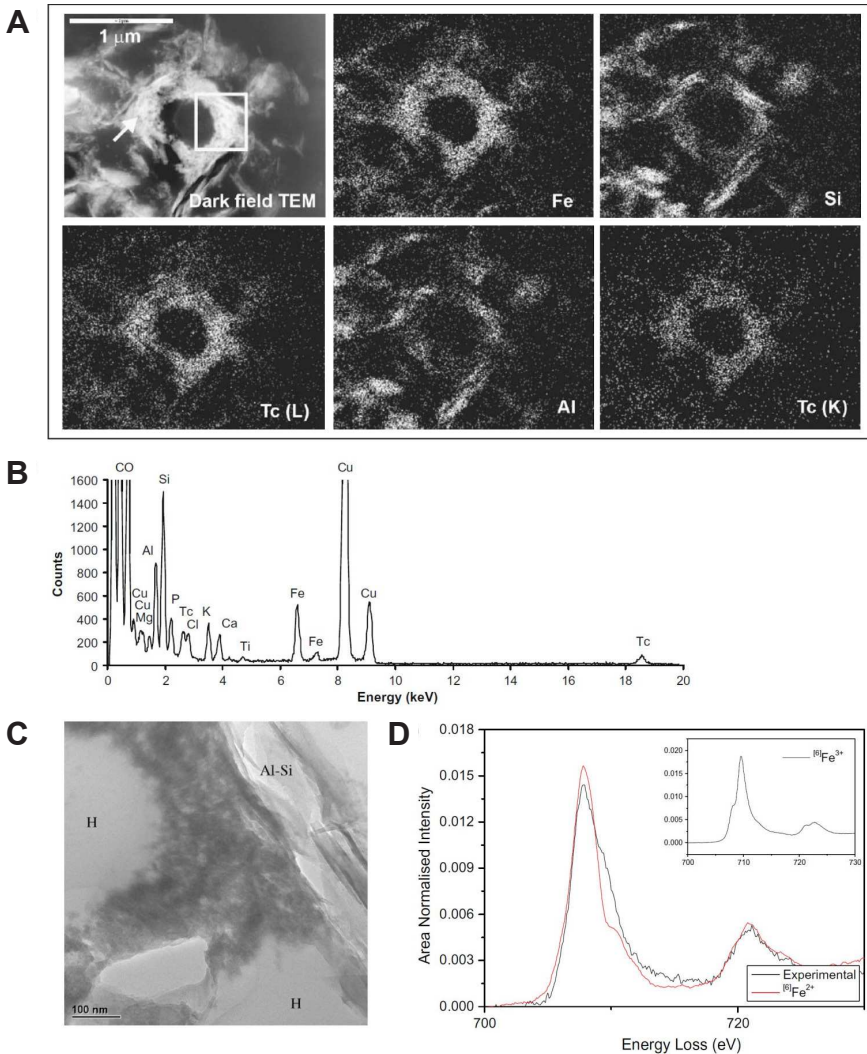 A
1 μm
Dark field TEM
Fe
Si
Tc (L)
Al
Tc (K)
B
1600
1400
1200
1000
800
600
400
200
0
Counts
CO
Cu
Cu
Mg
Al
Si
P
Tc
Cl
K
Ca
Ti
Fe
Fe
Cu
Cu
Tc
0 2 4 6 8 10 12 14 16 18 20
Energy (keV)
C
H
Al-Si
H
100 nm
D
0.018
0.015
0.012
0.009
0.006
0.003
0.000
Area Normalised Intensity
0.020
0.015
0.010
0.005
0.000
[6]Fe3+
700 710 720 730
Experimental
[6]Fe2+
700 720
Energy Loss (eV)